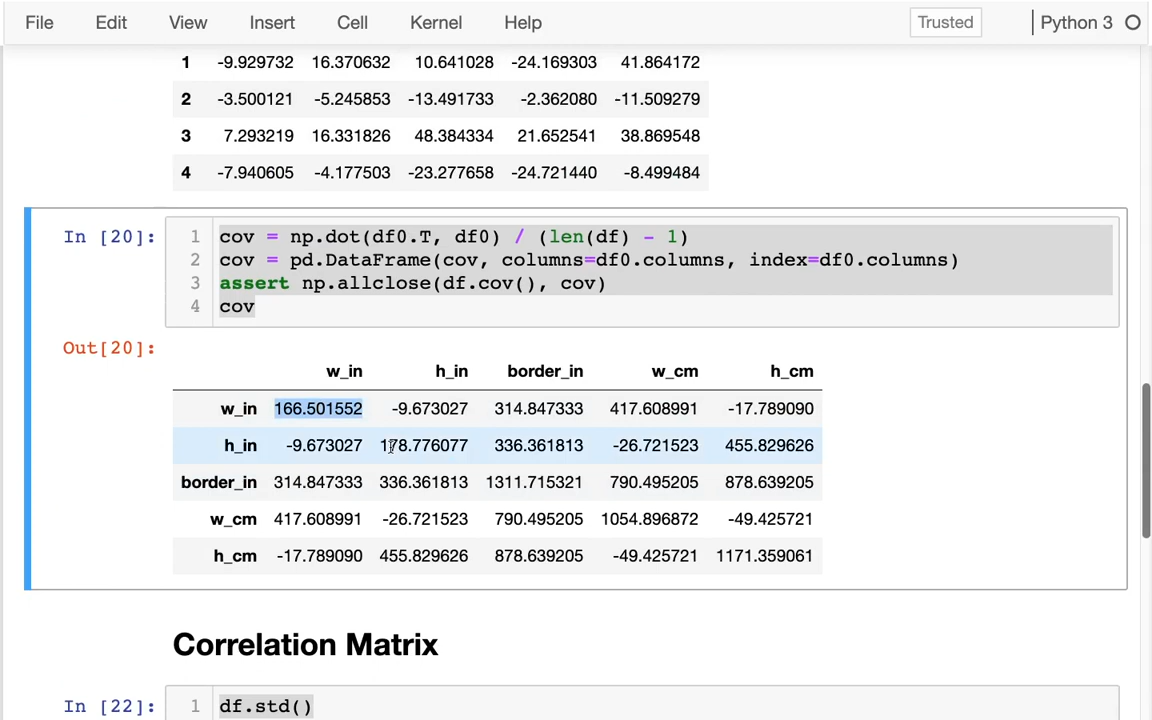 File Edit View Insert Cell Kernel Help Trusted Python 3
1 -9.929732 16.370632 10.641028 -24.169303 41.864172
2 -3.500121 -5.245853 -13.491733 -2.362080 -11.509279
3 7.293219 16.331826 48.384334 21.652541 38.869548
4 -7.940605 -4.177503 -23.277658 -24.721440 -8.499484
In [20]: 1 cov = np.dot(df0.T, df0) / (len(df) - 1)
2 cov = pd.DataFrame(cov, columns=df0.columns, index=df0.columns)
3 assert np.allclose(df.cov(), cov)
4 cov
Out[20]:
w_in h_in border_in w_cm h_cm
w_in 166.501552 -9.673027 314.847333 417.608991 -17.789090
h_in -9.673027 178.776077 336.361813 -26.721523 455.829626
border_in 314.847333 336.361813 1311.715321 790.495205 878.639205
w_cm 417.608991 -26.721523 790.495205 1054.896872 -49.425721
h_cm -17.789090 455.829626 878.639205 -49.425721 1171.359061
Correlation Matrix
In [22]: 1 df.std()